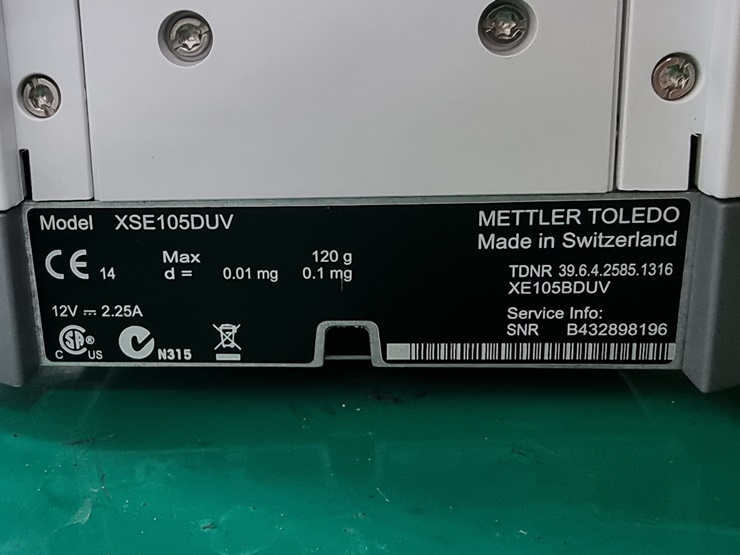 Model XSE105DUV
METTLER TOLEDO
Made in Switzerland
CE 14
Max 120 g
d = 0.01 mg 0.1 mg
TDNR 39.6.4.2585.1316
XE105BDUV
12V ⎓ 2.25A
Service Info:
SNR B432898196
C SA® US
N315